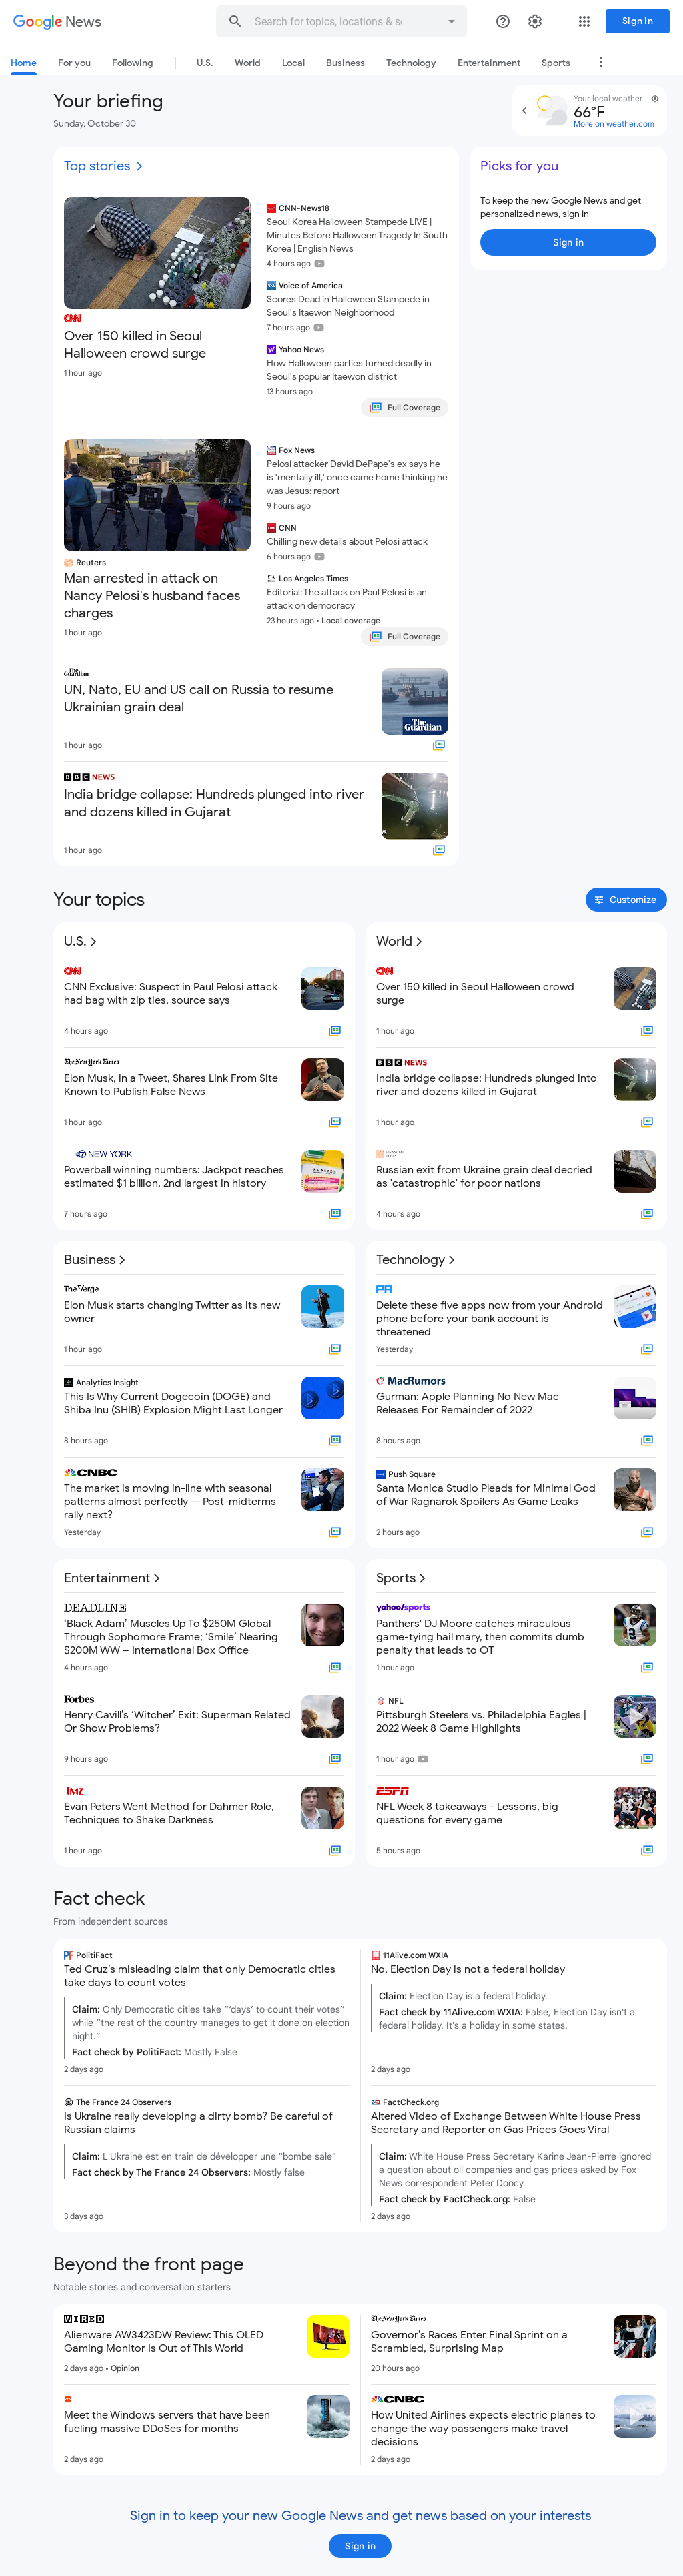 Google News
Search for topics, locations & s
Sign in
Home
For you
Following
U.S.
World
Local
Business
Technology
Entertainment
Sports
Your briefing
Sunday, October 30
Your local weather
66°F
More on weather.com
Top stories
CNN
Over 150 killed in Seoul
Halloween crowd surge
1 hour ago
CNN-News18
Seoul Korea Halloween Stampede LIVE |
Minutes Before Halloween Tragedy In South
Korea | English News
4 hours ago
Voice of America
Scores Dead in Halloween Stampede in
Seoul's Itaewon Neighborhood
7 hours ago
Yahoo News
How Halloween parties turned deadly in
Seoul's popular Itaewon district
13 hours ago
Full Coverage
Picks for you
To keep the new Google News and get
personalized news, sign in
Sign in
Reuters
Man arrested in attack on
Nancy Pelosi's husband faces
charges
1 hour ago
Fox News
Pelosi attacker David DePape's ex says he
is 'mentally ill,' once came home thinking he
was Jesus: report
9 hours ago
CNN
Chilling new details about Pelosi attack
6 hours ago
Los Angeles Times
Editorial: The attack on Paul Pelosi is an
attack on democracy
23 hours ago • Local coverage
Full Coverage
The Guardian
UN, Nato, EU and US call on Russia to resume
Ukrainian grain deal
1 hour ago
The Guardian
BBC NEWS
India bridge collapse: Hundreds plunged into river
and dozens killed in Gujarat
1 hour ago
Your topics
Customize
U.S.
CNN
CNN Exclusive: Suspect in Paul Pelosi attack
had bag with zip ties, source says
4 hours ago
The New York Times
Elon Musk, in a Tweet, Shares Link From Site
Known to Publish False News
1 hour ago
NEW YORK
Powerball winning numbers: Jackpot reaches
estimated $1 billion, 2nd largest in history
7 hours ago
World
CNN
Over 150 killed in Seoul Halloween crowd
surge
1 hour ago
BBC NEWS
India bridge collapse: Hundreds plunged into
river and dozens killed in Gujarat
1 hour ago
FINANCIAL TIMES
Russian exit from Ukraine grain deal decried
as 'catastrophic' for poor nations
4 hours ago
Business
The Verge
Elon Musk starts changing Twitter as its new
owner
1 hour ago
Analytics Insight
This Is Why Current Dogecoin (DOGE) and
Shiba Inu (SHIB) Explosion Might Last Longer
8 hours ago
CNBC
The market is moving in-line with seasonal
patterns almost perfectly — Post-midterms
rally next?
Yesterday
Technology
Delete these five apps now from your Android
phone before your bank account is
threatened
Yesterday
MacRumors
Gurman: Apple Planning No New Mac
Releases For Remainder of 2022
8 hours ago
Push Square
Santa Monica Studio Pleads for Minimal God
of War Ragnarok Spoilers As Game Leaks
2 hours ago
Entertainment
DEADLINE
'Black Adam' Muscles Up To $250M Global
Through Sophomore Frame; 'Smile' Nearing
$200M WW – International Box Office
4 hours ago
Forbes
Henry Cavill's 'Witcher' Exit: Superman Related
Or Show Problems?
9 hours ago
TMZ
Evan Peters Went Method for Dahmer Role,
Techniques to Shake Darkness
1 hour ago
Sports
yahoo!sports
Panthers' DJ Moore catches miraculous
game-tying hail mary, then commits dumb
penalty that leads to OT
1 hour ago
NFL
Pittsburgh Steelers vs. Philadelphia Eagles |
2022 Week 8 Game Highlights
1 hour ago
ESPN
NFL Week 8 takeaways - Lessons, big
questions for every game
5 hours ago
Fact check
From independent sources
PolitiFact
Ted Cruz's misleading claim that only Democratic cities
take days to count votes
Claim: Only Democratic cities take “'days' to count their votes”
while “the rest of the country manages to get it done on election
night.”
Fact check by PolitiFact: Mostly False
2 days ago
11Alive.com WXIA
No, Election Day is not a federal holiday
Claim: Election Day is a federal holiday.
Fact check by 11Alive.com WXIA: False, Election Day isn't a
federal holiday. It's a holiday in some states.
2 days ago
The France 24 Observers
Is Ukraine really developing a dirty bomb? Be careful of
Russian claims
Claim: L'Ukraine est en train de développer une "bombe sale"
Fact check by The France 24 Observers: Mostly false
3 days ago
FactCheck.org
Altered Video of Exchange Between White House Press
Secretary and Reporter on Gas Prices Goes Viral
Claim: White House Press Secretary Karine Jean-Pierre ignored
a question about oil companies and gas prices asked by Fox
News correspondent Peter Doocy.
Fact check by FactCheck.org: False
2 days ago
Beyond the front page
Notable stories and conversation starters
WIRED
Alienware AW3423DW Review: This OLED
Gaming Monitor Is Out of This World
2 days ago • Opinion
The New York Times
Governor's Races Enter Final Sprint on a
Scrambled, Surprising Map
20 hours ago
Meet the Windows servers that have been
fueling massive DDoSes for months
2 days ago
CNBC
How United Airlines expects electric planes to
change the way passengers make travel
decisions
2 days ago
Sign in to keep your new Google News and get news based on your interests
Sign in